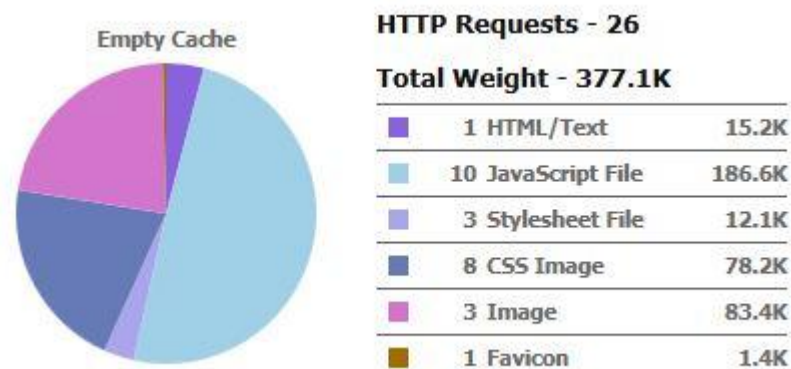 Empty Cache
HTTP Requests - 26
Total Weight - 377.1K
1 HTML/Text 15.2K
10 JavaScript File 186.6K
3 Stylesheet File 12.1K
8 CSS Image 78.2K
3 Image 83.4K
1 Favicon 1.4K